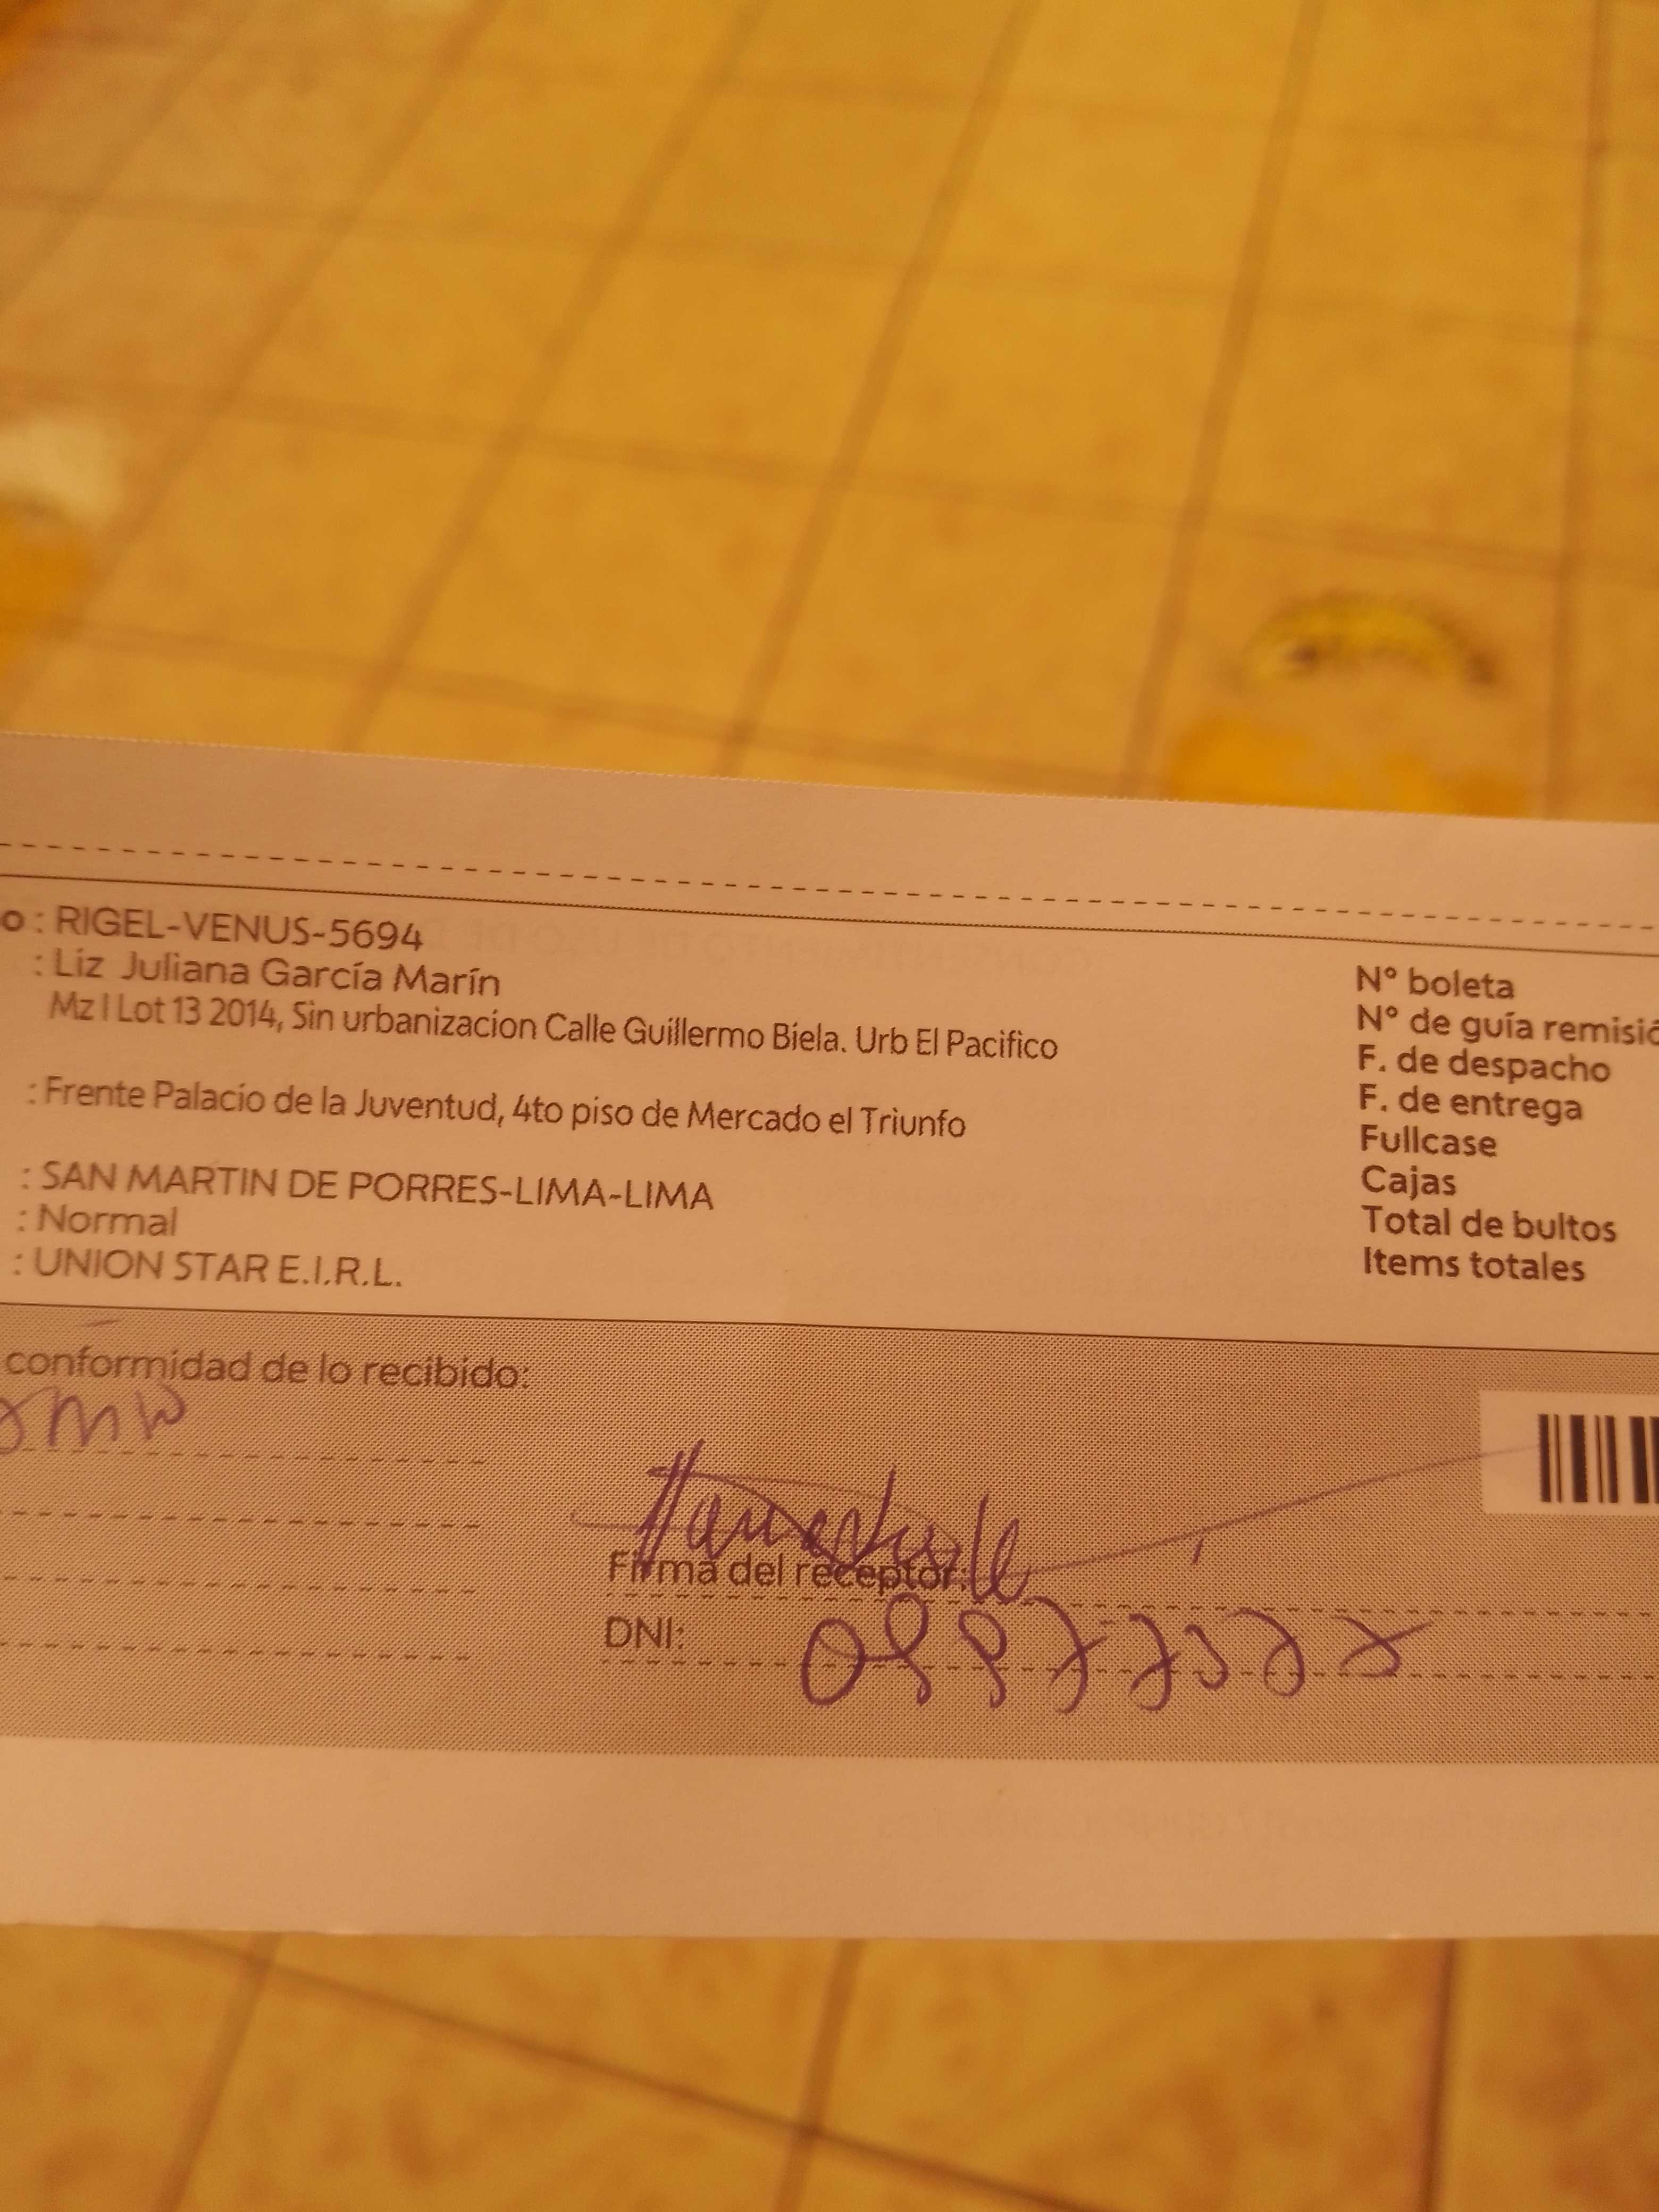 o : RIGEL-VENUS-5694
: Liz Juliana García Marín
Mz I Lot 13 2014, Sin urbanizacion Calle Guillermo Biela. Urb El Pacifico
: Frente Palacio de la Juventud, 4to piso de Mercado el Triunfo
: SAN MARTIN DE PORRES-LIMA-LIMA
: Normal
: UNION STAR E.I.R.L.
N° boleta
N° de guía remisió
F. de despacho
F. de entrega
Fullcase
Cajas
Total de bultos
Items totales
conformidad de lo recibido:
Firma del receptor:
DNI: